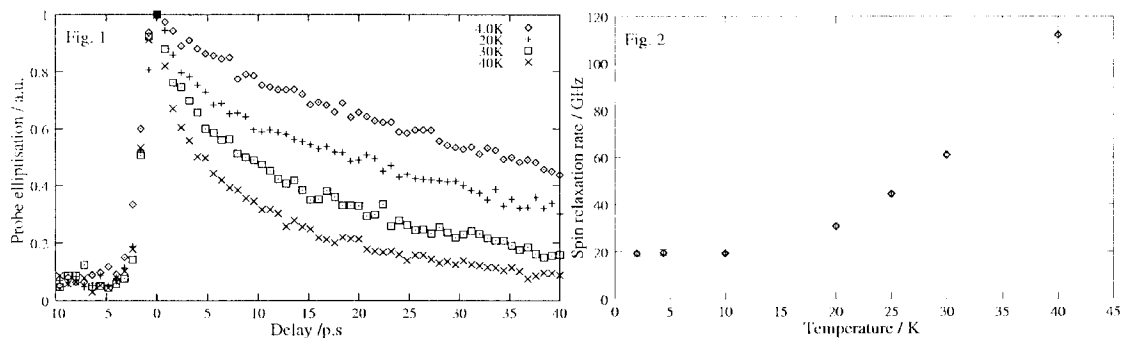 Fig. 1
4.0K
20K
30K
40K
1
0.8
0.6
0.4
0.2
0
10 5 0 5 10 15 20 25 30 35 40
Delay /p.s
Probe elliptisation / a.u.
Fig. 2
120
100
80
60
40
20
0
0 5 10 15 20 25 30 35 40 45
Temperature / K
Spin relaxation rate / GHz